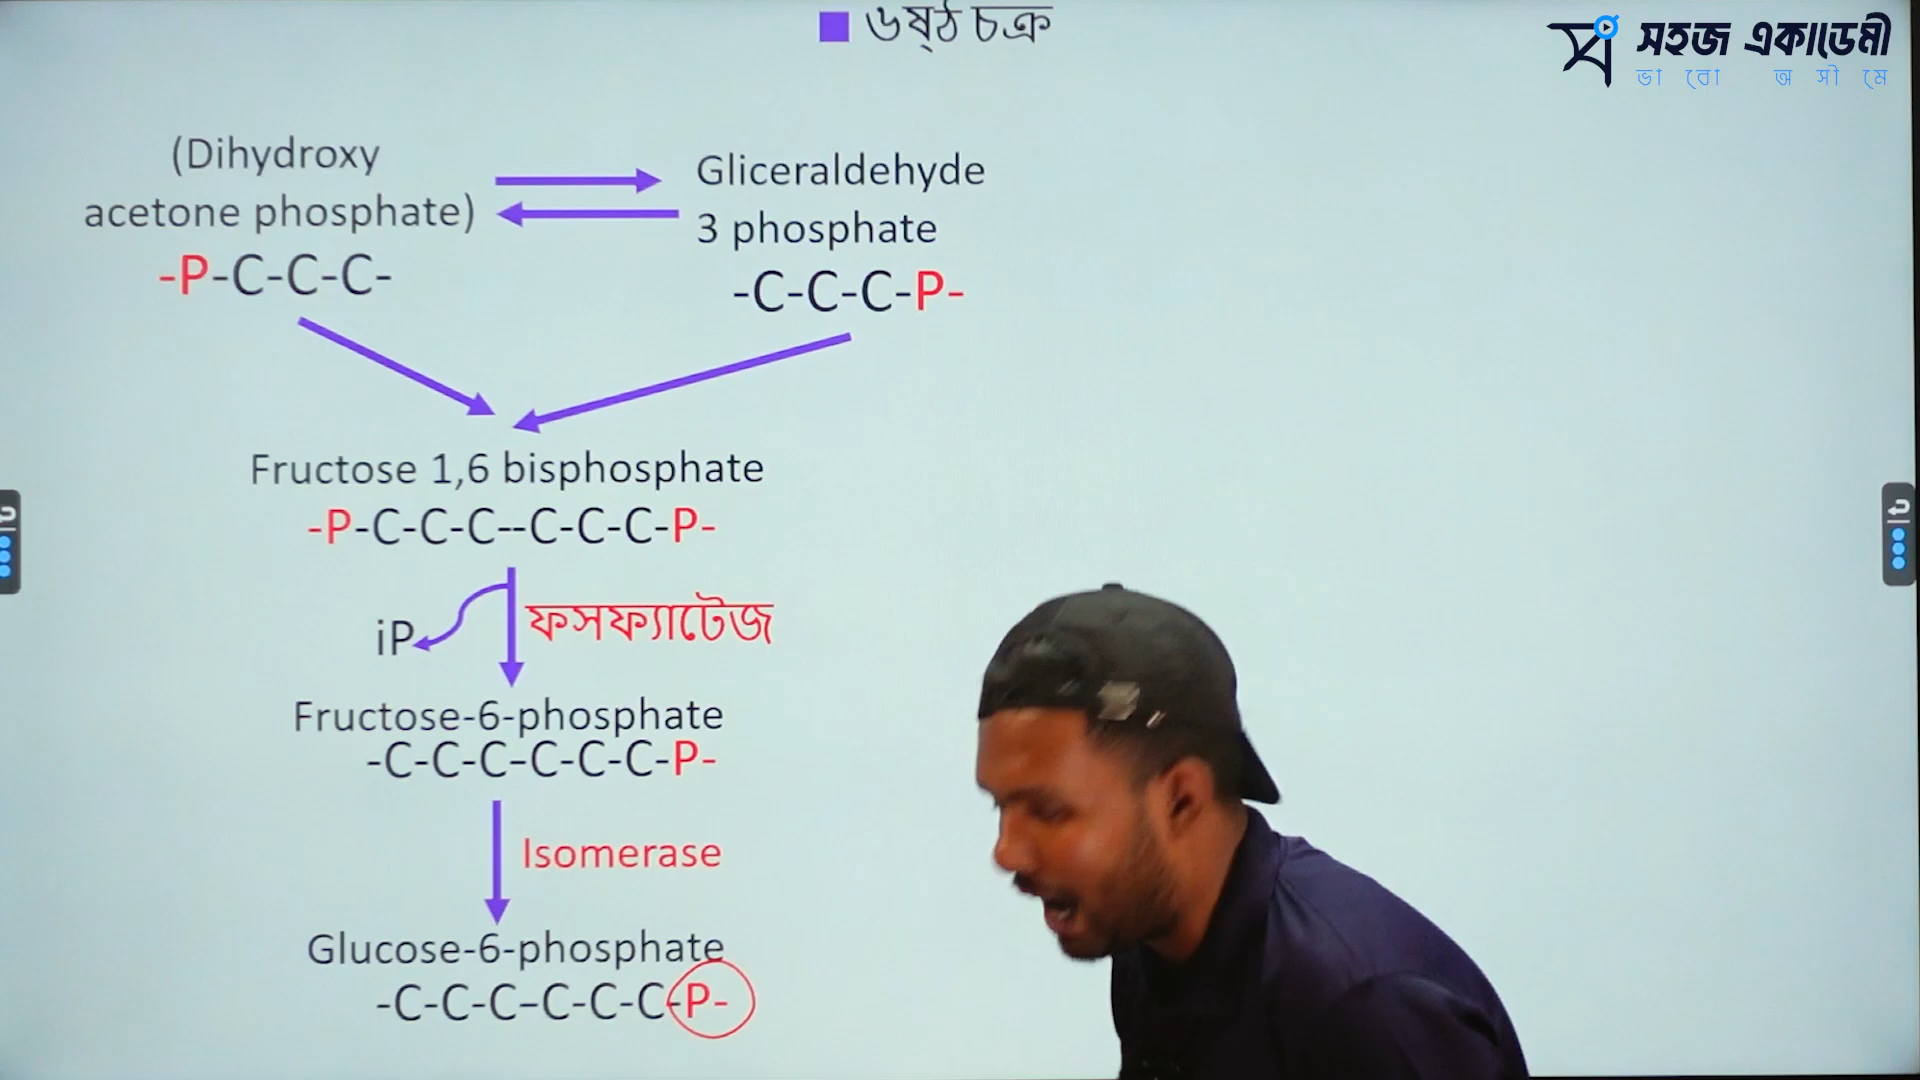 ৬ষ্ঠ চক্র
সহজ একাডেমী
ভাবো অসীমে
(Dihydroxy
acetone phosphate)
-P-C-C-C-
Gliceraldehyde
3 phosphate
-C-C-C-P-
Fructose 1,6 bisphosphate
-P-C-C-C--C-C-C-P-
iP
ফসফ্যাটেজ
Fructose-6-phosphate
-C-C-C-C-C-C-P-
Isomerase
Glucose-6-phosphate
-C-C-C-C-C-C-P-